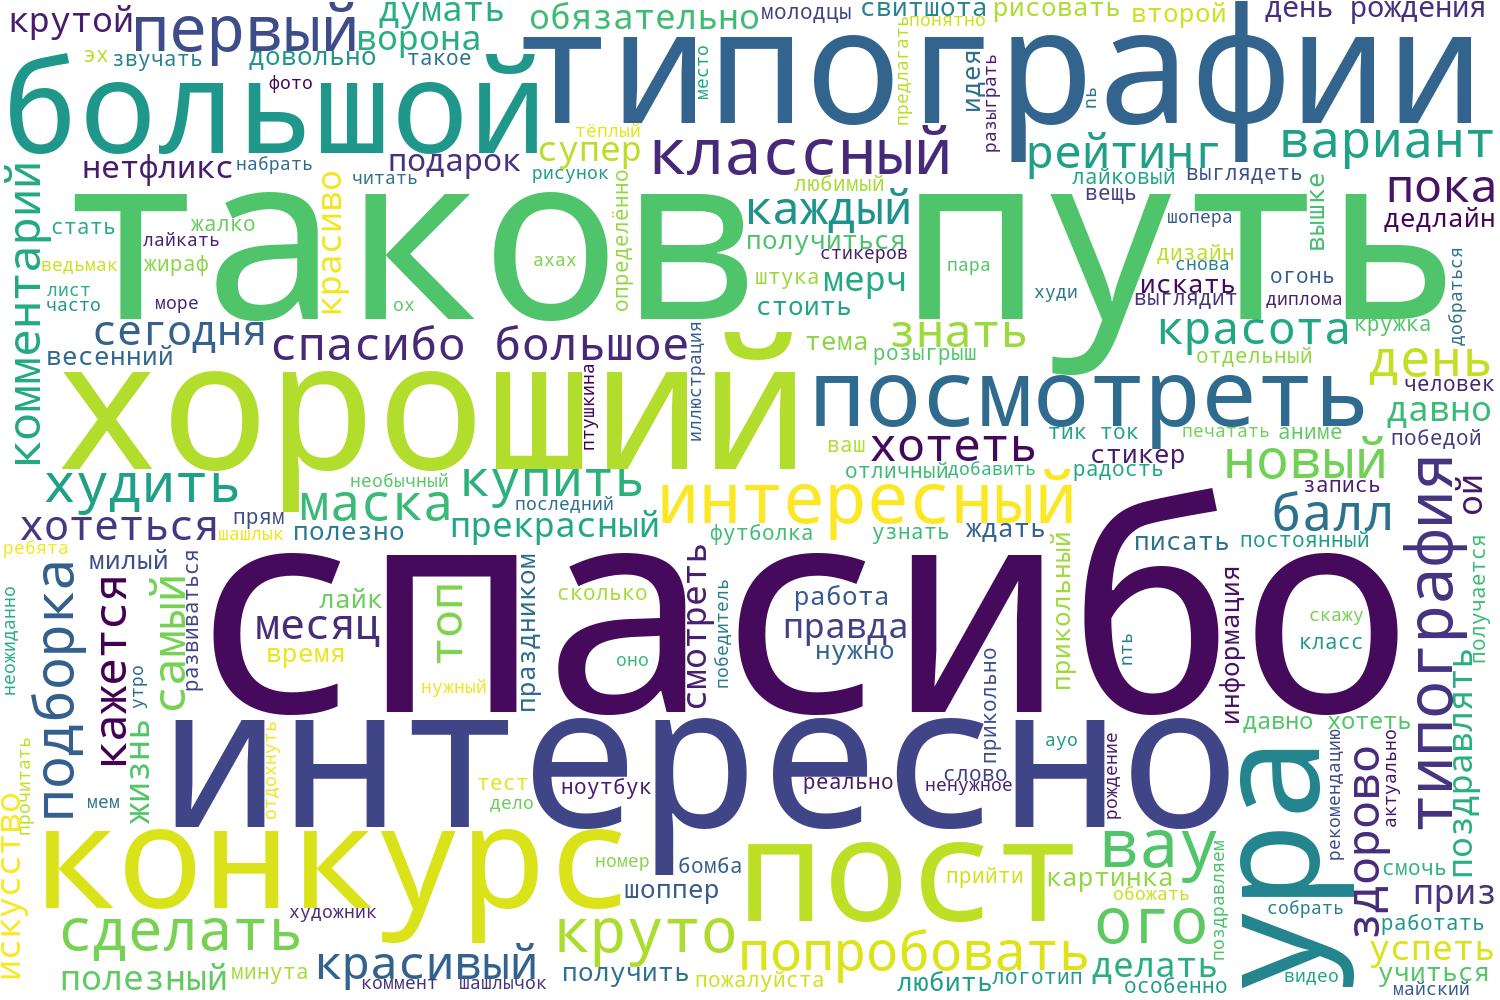 крутой
первый
думать
ворона
обязательно
молодцы
свитшота
понятно
рисовать
второй
день рождения
эх
звучать
довольно
такое
фото
большой
типографии
место
предлагать
идея
разыграть
пь
тёплый
супер
классный
рейтинг
вариант
нетфликс
набрать
подарок
читать
рисунок
любимый
лайковый
выглядеть
вещь
пока
дедлайн
комментарий
стать
жалко
лайкать
ведьмак
жираф
красиво
определённо
каждый
получиться
стикеров
шопера
вышке
дизайн
снова
огонь
добраться
таков путь
ахах
пара
лист
часто
море
ох
штука
мерч
стоить
худи
искать
выглядит
диплома
сегодня
весенний
спасибо большое
иллюстрация
тема
знать
розыгрыш
красота
кружка
отдельный
день
человек
хороший
птушкина
посмотреть
давно
ваш
хотеть
тик ток
стикер
печатать
аниме
победой
худить
маска
необычный
купить
последний
отличный
добавить
радость
новый
запись
ой
хотеться
прям
шашлык
полезно
прекрасный
интересный
футболка
узнать
ждать
балл
писать
постоянный
ребята
милый
неожиданно
подборка
кажется
самый
развиваться
утро
спасибо
лайк
месяц
время
топ
нужный
праздником
сколько
оно
смотреть
победитель
работа
правда
нужно
прикольный
пть
информация
скажу
класс
типография
получается
поздравлять
интересно
прикольно
давно хотеть
прочитать
мем
жизнь
отдохнуть
тест
дело
ноутбук
реально
ауо
слово
ненужное
рождение
ура
рекомендацию
здорово
актуально
искусство
конкурс
номер
бомба
шоппер
пост
прийти
вау
картинка
обожать
поздравляем
смочь
приз
сделать
художник
круто
попробовать
ого
собрать
работать
полезный
минута
красивый
коммент
шашлычок
получить
пожалуйста
любить
логотип
делать
особенно
видео
успеть
учиться
майский